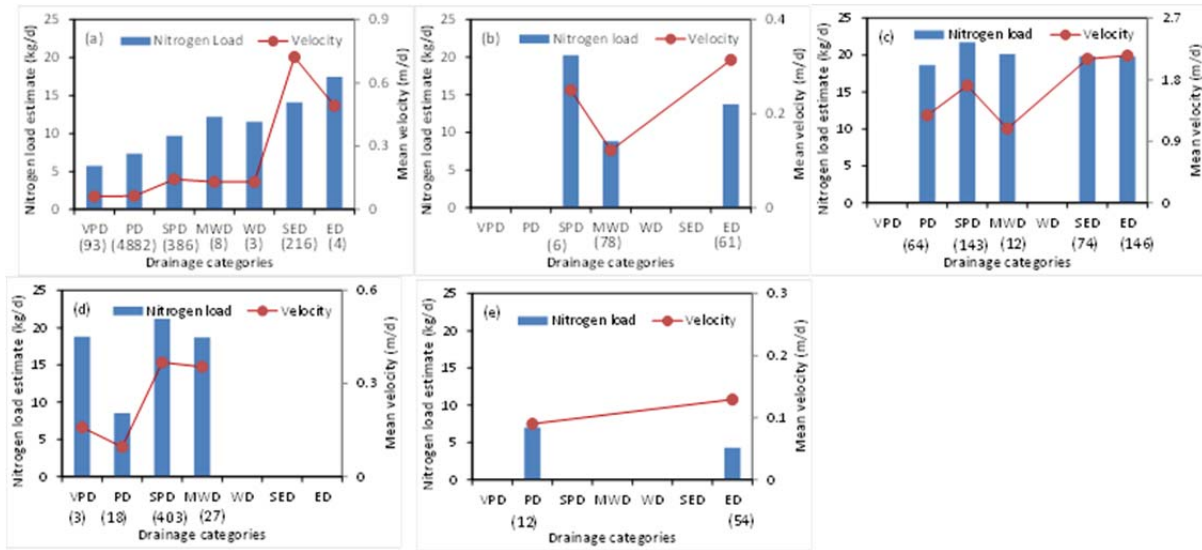 (a) Nitrogen Load Velocity
Nitrogen load estimate (kg/d)
25
20
15
10
5
0
0.9
0.6
0.3
0
Mean velocity (m/d)
VPD PD SPD MWD WD SED ED
(93) (4882) (386) (8) (3) (216) (4)
Drainage categories
(b) Nitrogen load Velocity
Nitrogen load estimate (kg/d)
25
20
15
10
5
0
0.4
0.2
0
Mean velocity (m/d)
VPD PD SPD MWD WD SED ED
(6) (78) (61)
Drainage categories
(c) Nitrogen load Velocity
Nitrogen load estimate (kg/d)
25
20
15
10
5
0
2.7
1.8
0.9
0
Mean velocity (m/d)
VPD PD SPD MWD WD SED ED
(64) (143) (12) (74) (146)
Drainage categories
(d) Nitrogen load Velocity
Nitrogen load estimate (kg/d)
25
20
15
10
5
0
0.6
0.3
0
Mean velocity (m/d)
VPD PD SPD MWD WD SED ED
(3) (18) (403) (27)
Drainage categories
(e) Nitrogen load Velocity
Nitrogen load estimate (kg/d)
25
20
15
10
5
0
0.3
0.2
0.1
0
Mean velocity (m/d)
VPD PD SPD MWD WD SED ED
(12) (54)
Drainage categories